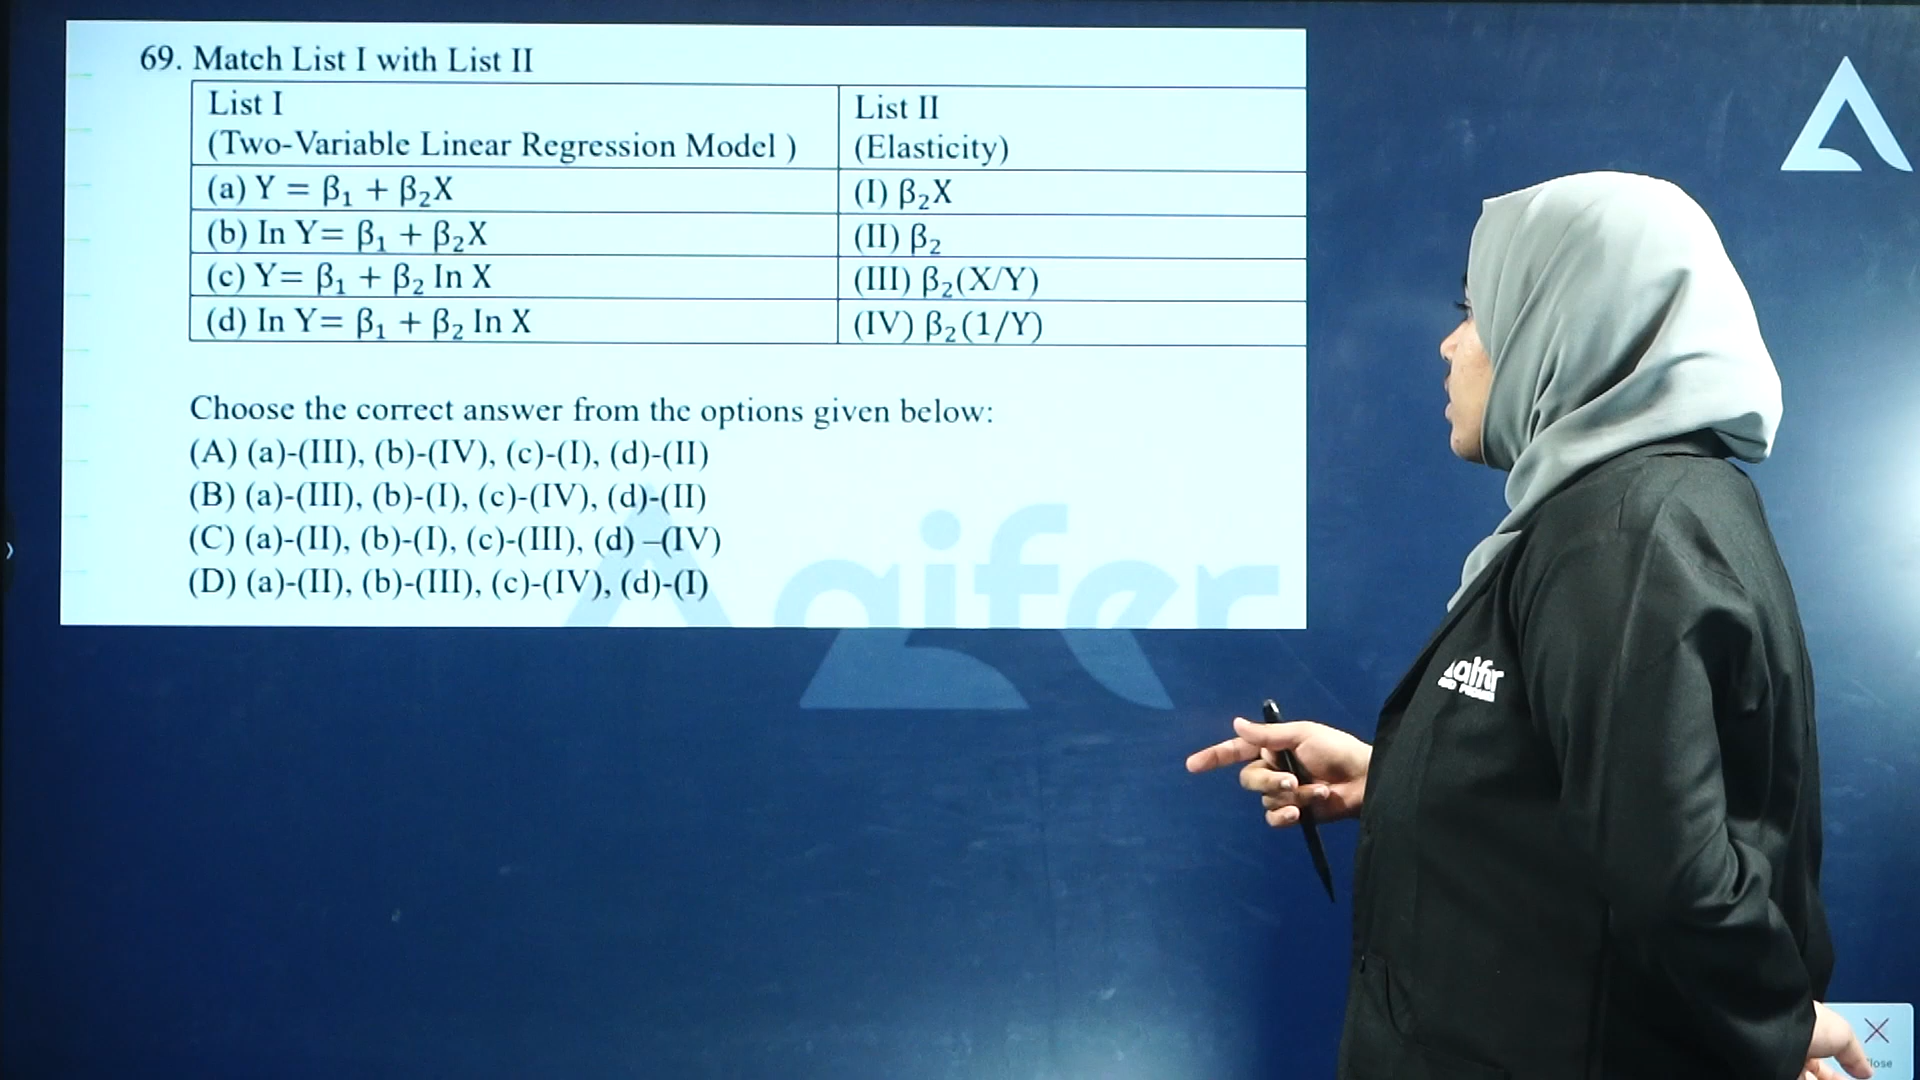 69. Match List I with List II
List I
(Two-Variable Linear Regression Model )
List II
(Elasticity)
(a) Y = β₁ + β₂X
(I) β₂X
(b) In Y= β₁ + β₂X
(II) β₂
(c) Y= β₁ + β₂ In X
(III) β₂(X/Y)
(d) In Y= β₁ + β₂ In X
(IV) β₂(1/Y)
Choose the correct answer from the options given below:
(A) (a)-(III), (b)-(IV), (c)-(I), (d)-(II)
(B) (a)-(III), (b)-(I), (c)-(IV), (d)-(II)
(C) (a)-(II), (b)-(I), (c)-(III), (d) –(IV)
(D) (a)-(II), (b)-(III), (c)-(IV), (d)-(I)
Aifer
Aifer